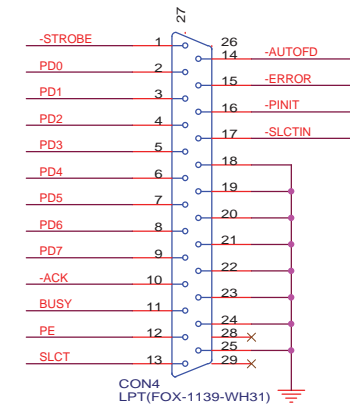 27
-STROBE 1 26
14 -AUTOFD
PD0 2
15 -ERROR
PD1 3
16 -PINIT
PD2 4
17 -SLCTIN
PD3 5
18
PD4 6
19
PD5 7
20
PD6 8
21
PD7 9
22
-ACK 10
23
BUSY 11
24
PE 12 28
25
SLCT 13 29
CON4
LPT(FOX-1139-WH31)